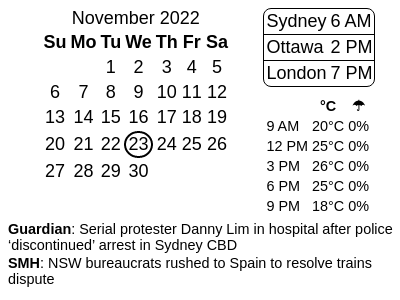 November 2022
Su Mo Tu We Th Fr Sa
1 2 3 4 5
6 7 8 9 10 11 12
13 14 15 16 17 18 19
20 21 22 23 24 25 26
27 28 29 30
Sydney 6 AM
Ottawa 2 PM
London 7 PM
°C ☂
9 AM 20°C 0%
12 PM 25°C 0%
3 PM 26°C 0%
6 PM 25°C 0%
9 PM 18°C 0%
Guardian: Serial protester Danny Lim in hospital after police
‘discontinued’ arrest in Sydney CBD
SMH: NSW bureaucrats rushed to Spain to resolve trains
dispute